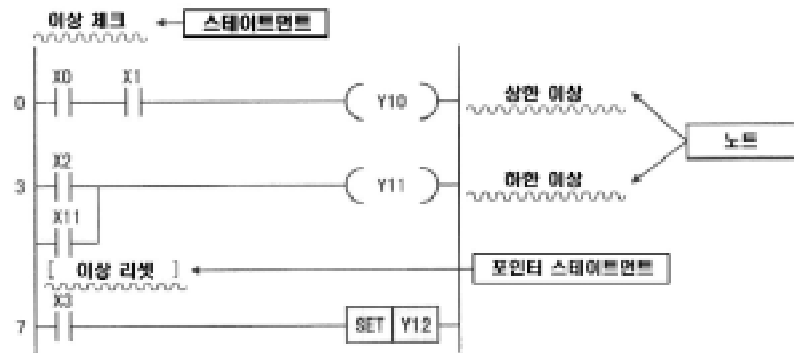 이상 체크 스테이트먼트
X0 X1
0 Y10 상한 이상
노트
X2
3 Y11 하한 이상
X11
[ 이상 리셋 ] 포인터 스테이트먼트
X3
7 SET Y12